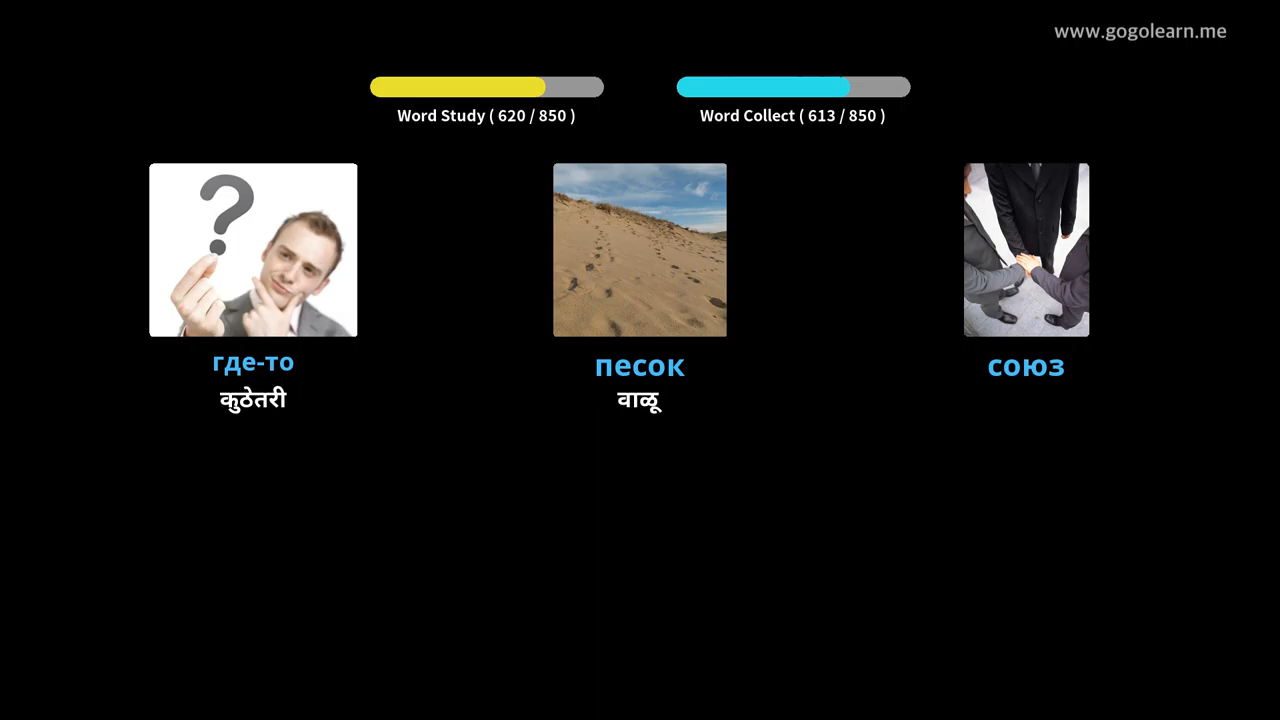 www.gogolearn.me
Word Study ( 620 / 850 )
Word Collect ( 613 / 850 )
где-то
песок
союз
कुठेतरी
वाळू